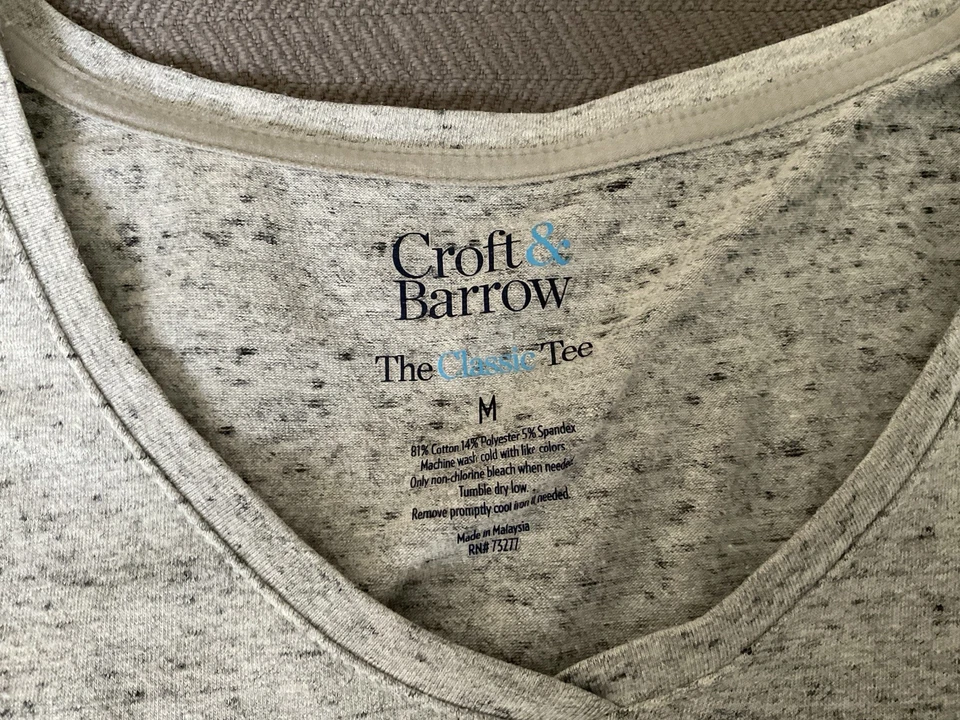 Croft &
Barrow
The Classic Tee
M
81% Cotton 14% Polyester 5% Spandex
Machine wash cold with like colors.
Only non-chlorine bleach when needed.
Tumble dry low.
Remove promptly cool iron if needed.
Made in Malaysia
RN# 73277